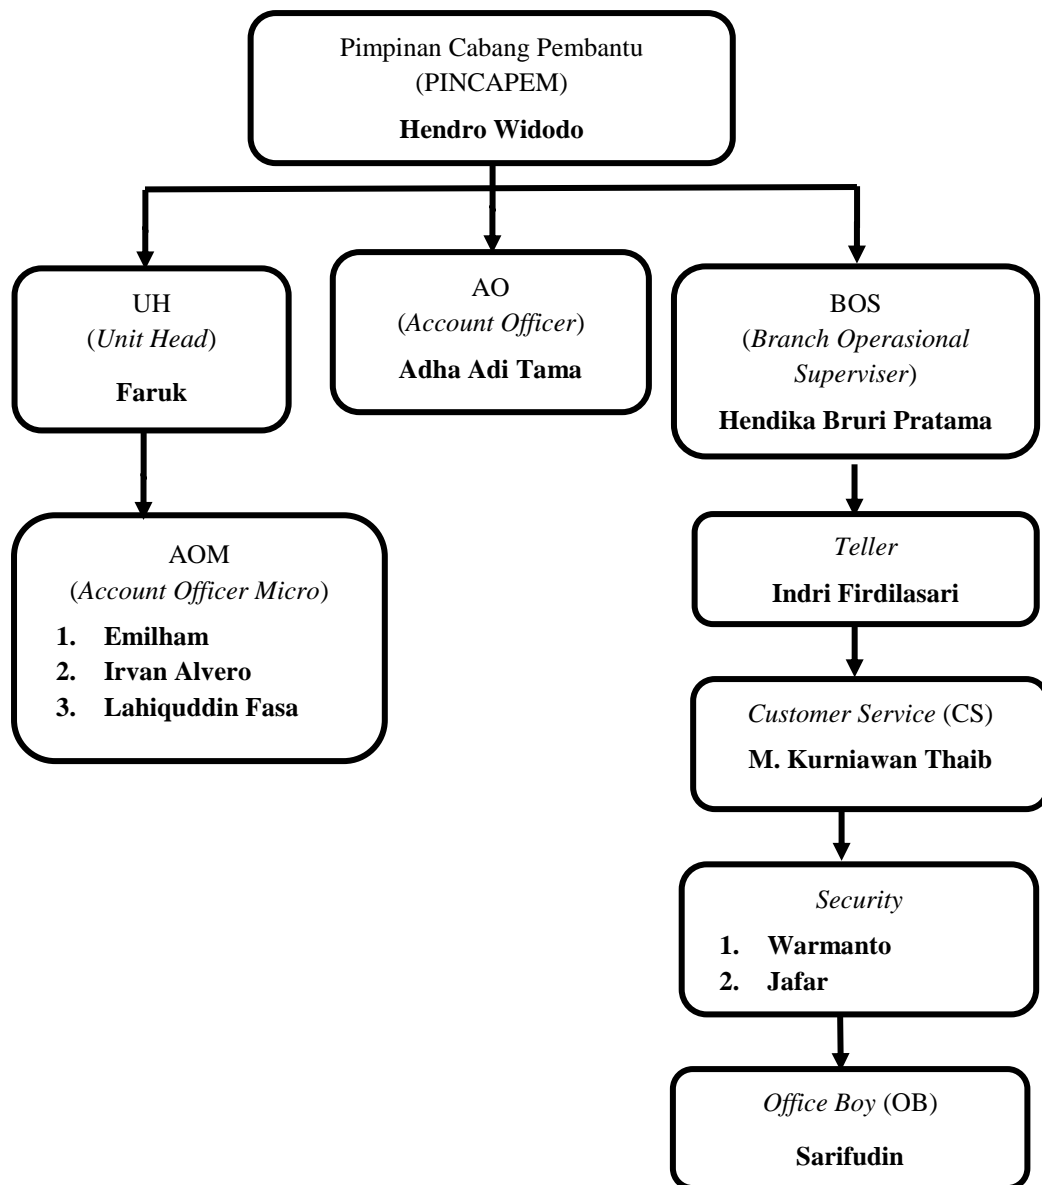 Pimpinan Cabang Pembantu
(PINCAPEM)
Hendro Widodo
UH
(Unit Head)
Faruk
AO
(Account Officer)
Adha Adi Tama
BOS
(Branch Operasional
Superviser)
Hendika Bruri Pratama
AOM
(Account Officer Micro)
1. Emilham
2. Irvan Alvero
3. Lahiquddin Fasa
Teller
Indri Firdilasari
Customer Service (CS)
M. Kurniawan Thaib
Security
1. Warmanto
2. Jafar
Office Boy (OB)
Sarifudin